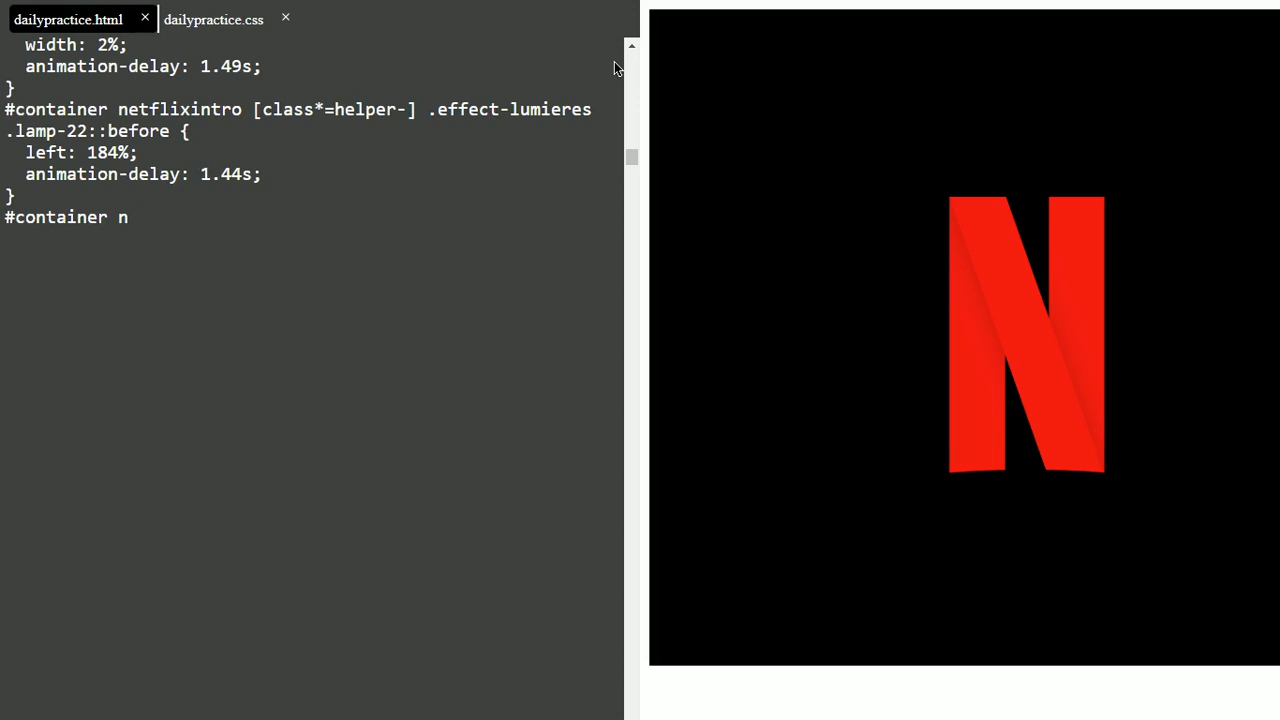 dailypractice.html × dailypractice.css ×
width: 2%;
animation-delay: 1.49s;
}
#container netflixintro [class*=helper-] .effect-lumieres
.lamp-22::before {
left: 184%;
animation-delay: 1.44s;
}
#container n
N